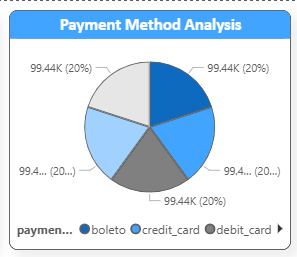 Payment Method Analysis
99.44K (20%) 99.44K (20%)
99.4... (20...) 99.4... (20...)
99.44K (20%)
paymen... boleto credit_card debit_card